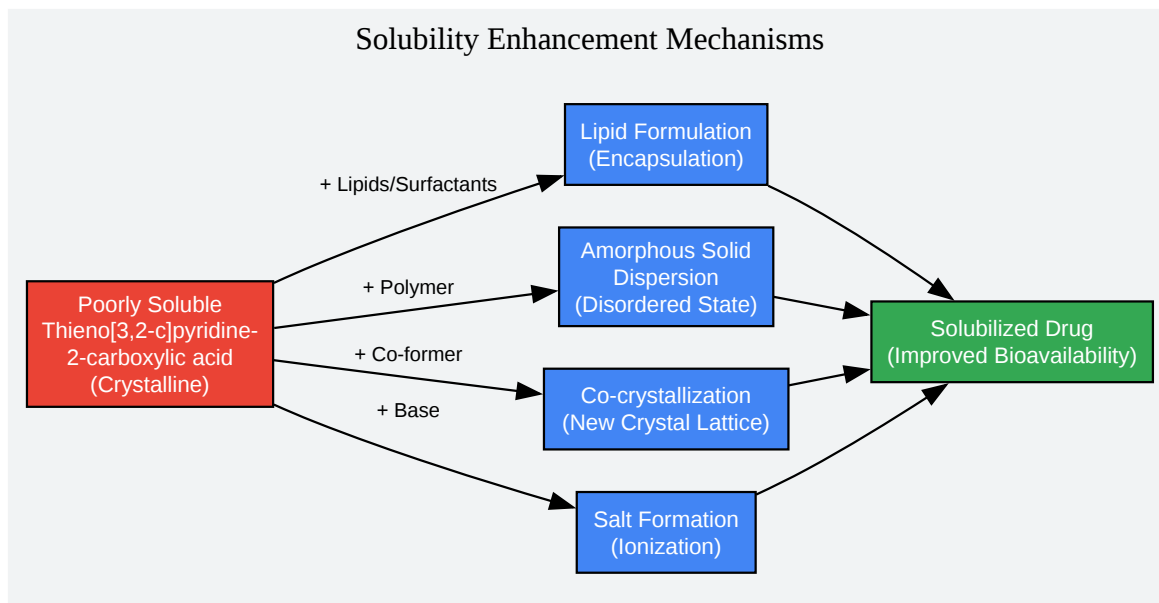 Solubility Enhancement Mechanisms
Lipid Formulation
(Encapsulation)
+ Lipids/Surfactants
Amorphous Solid
Dispersion
(Disordered State)
+ Polymer
Poorly Soluble
Thieno[3,2-c]pyridine-
2-carboxylic acid
(Crystalline)
Solubilized Drug
(Improved Bioavailability)
+ Co-former
Co-crystallization
(New Crystal Lattice)
+ Base
Salt Formation
(Ionization)